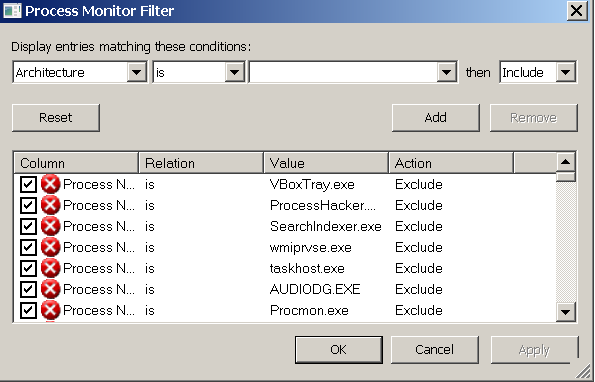 Process Monitor Filter
Display entries matching these conditions:
Architecture is then Include
Reset Add Remove
Column Relation Value Action
Process N... is VBoxTray.exe Exclude
Process N... is ProcessHacker.... Exclude
Process N... is SearchIndexer.exe Exclude
Process N... is wmiprvse.exe Exclude
Process N... is taskhost.exe Exclude
Process N... is AUDIODG.EXE Exclude
Process N... is Procmon.exe Exclude
OK Cancel Apply